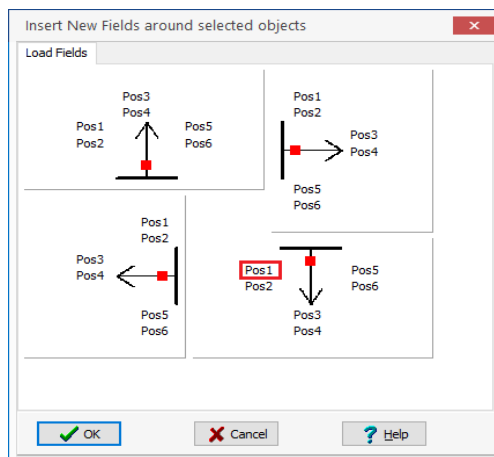 Insert New Fields around selected objects
Load Fields
Pos3
Pos4
Pos1
Pos2
Pos5
Pos6
Pos1
Pos2
Pos3
Pos4
Pos5
Pos6
Pos1
Pos2
Pos3
Pos4
Pos5
Pos6
Pos1
Pos2
Pos5
Pos6
Pos3
Pos4
OK
Cancel
? Help